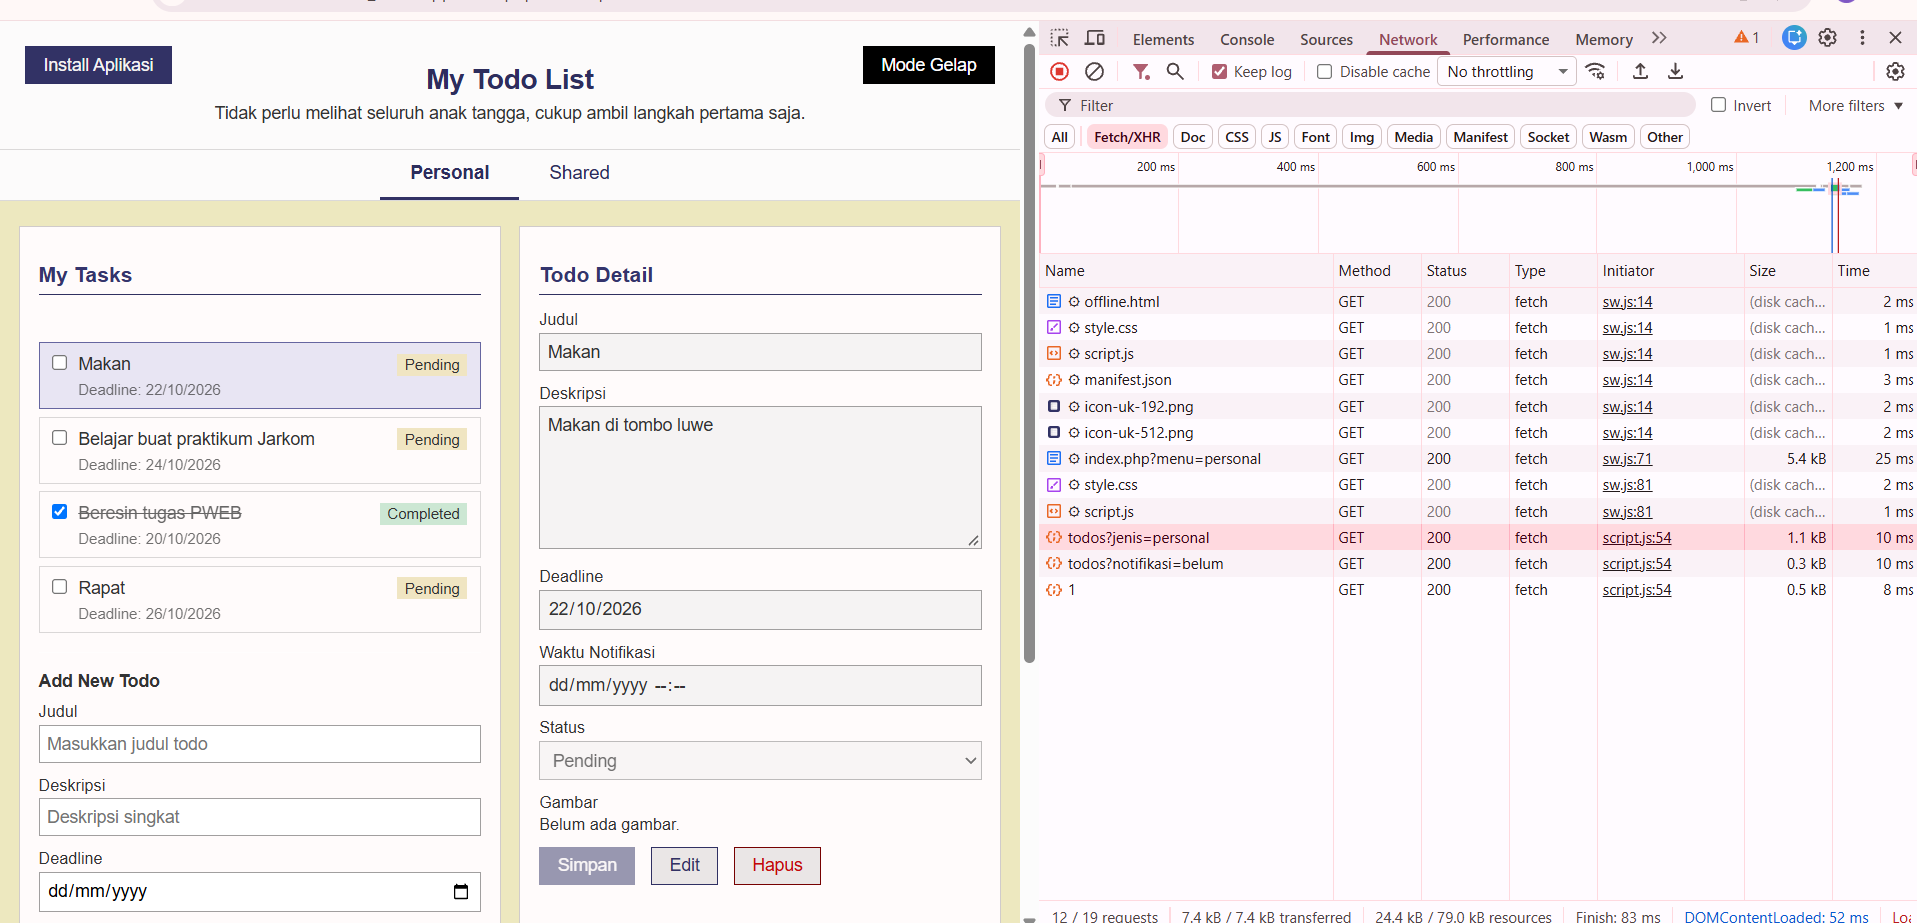 Install Aplikasi
My Todo List
Mode Gelap
Tidak perlu melihat seluruh anak tangga, cukup ambil langkah pertama saja.
Personal
Shared
My Tasks
Makan
Pending
Deadline: 22/10/2026
Belajar buat praktikum Jarkom
Pending
Deadline: 24/10/2026
Beresin tugas PWEB
Completed
Deadline: 20/10/2026
Rapat
Pending
Deadline: 26/10/2026
Add New Todo
Judul
Masukkan judul todo
Deskripsi
Deskripsi singkat
Deadline
dd/mm/yyyy
Todo Detail
Judul
Makan
Deskripsi
Makan di tombo luwe
Deadline
22/10/2026
Waktu Notifikasi
dd/mm/yyyy --:--
Status
Pending
Gambar
Belum ada gambar.
Simpan
Edit
Hapus
Elements Console Sources Network Performance Memory 1
Keep log Disable cache No throttling
Filter Invert More filters
All Fetch/XHR Doc CSS JS Font Img Media Manifest Socket Wasm Other
200 ms 400 ms 600 ms 800 ms 1,000 ms 1,200 ms
Name Method Status Type Initiator Size Time
offline.html GET 200 fetch sw.js:14 (disk cach... 2 ms
style.css GET 200 fetch sw.js:14 (disk cach... 1 ms
script.js GET 200 fetch sw.js:14 (disk cach... 1 ms
manifest.json GET 200 fetch sw.js:14 (disk cach... 3 ms
icon-uk-192.png GET 200 fetch sw.js:14 (disk cach... 2 ms
icon-uk-512.png GET 200 fetch sw.js:14 (disk cach... 2 ms
index.php?menu=personal GET 200 fetch sw.js:71 5.4 kB 25 ms
style.css GET 200 fetch sw.js:81 (disk cach... 2 ms
script.js GET 200 fetch sw.js:81 (disk cach... 1 ms
todos?jenis=personal GET 200 fetch script.js:54 1.1 kB 10 ms
todos?notifikasi=belum GET 200 fetch script.js:54 0.3 kB 10 ms
1 GET 200 fetch script.js:54 0.5 kB 8 ms
12 / 19 requests 7.4 kB / 7.4 kB transferred 24.4 kB / 79.0 kB resources Finish: 83 ms DOMContentLoaded: 52 ms